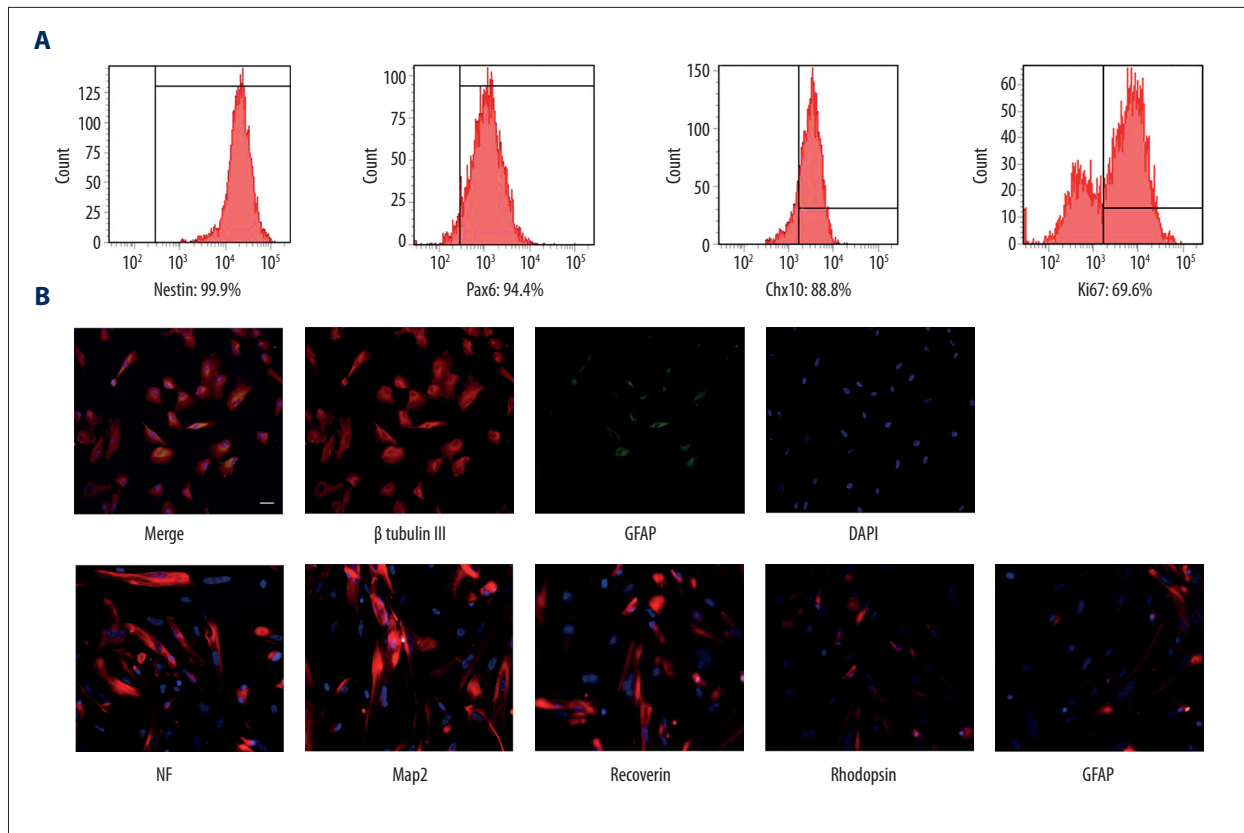 A
Count
125
100
75
50
25
0
10² 10³ 10⁴ 10⁵
Nestin: 99.9%
Count
100
75
50
25
0
10² 10³ 10⁴ 10⁵
Pax6: 94.4%
Count
150
100
50
0
10² 10³ 10⁴ 10⁵
Chx10: 88.8%
Count
60
50
40
30
20
10
0
10² 10³ 10⁴ 10⁵
Ki67: 69.6%
B
Merge
β tubulin III
GFAP
DAPI
NF
Map2
Recoverin
Rhodopsin
GFAP